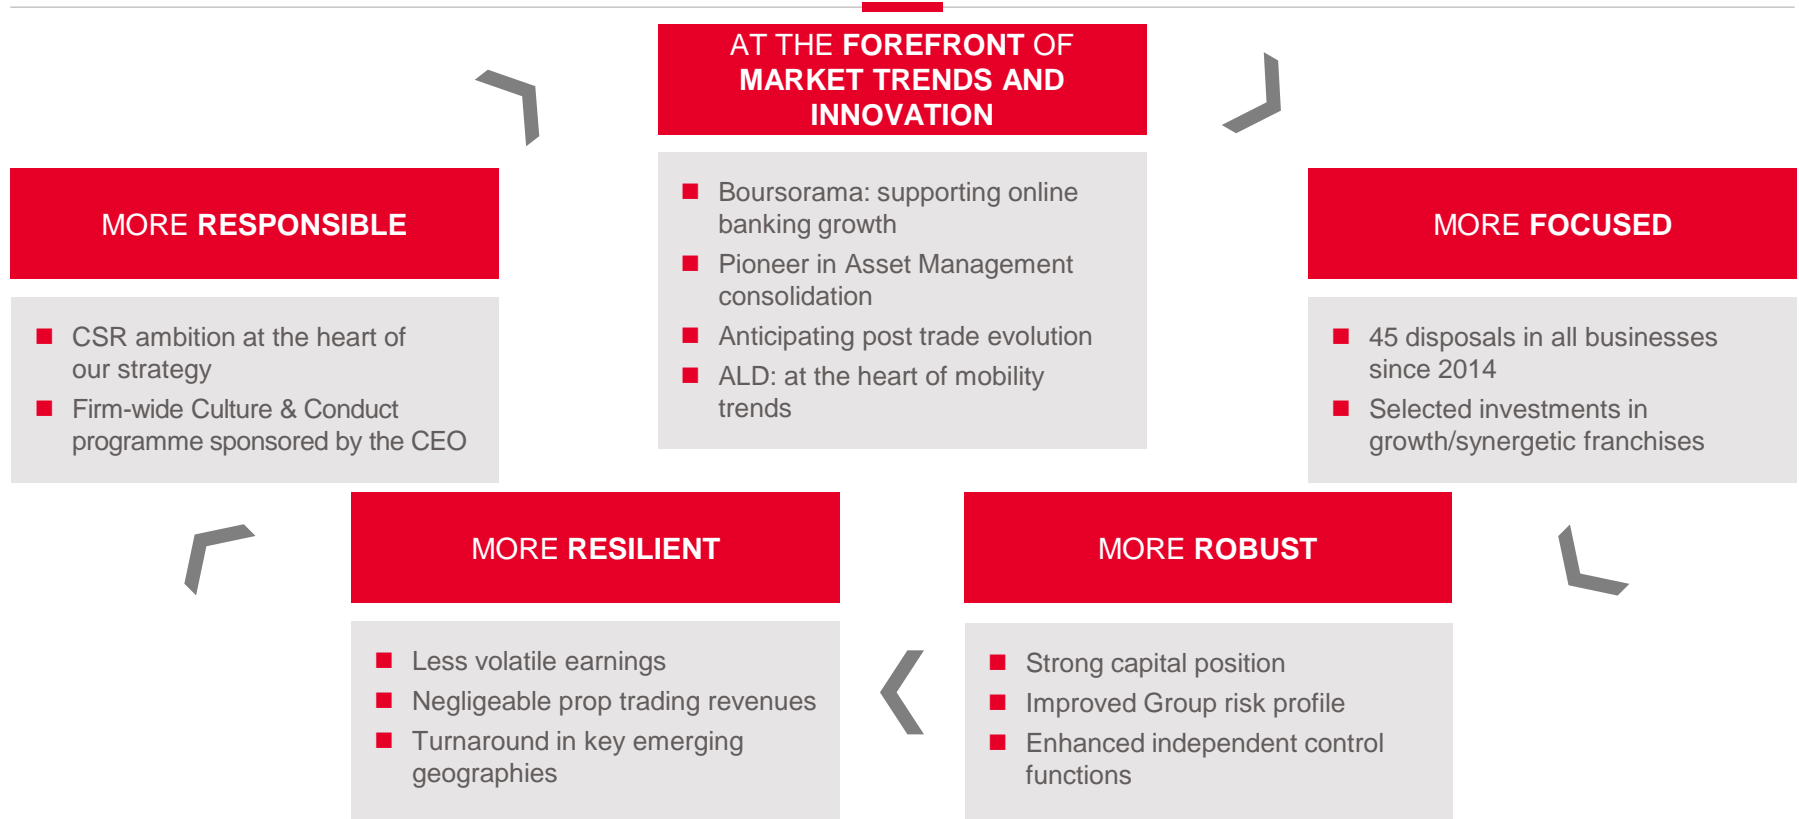 AT THE FOREFRONT OF
MARKET TRENDS AND
INNOVATION
Boursorama: supporting online
banking growth
Pioneer in Asset Management
consolidation
Anticipating post trade evolution
ALD: at the heart of mobility
trends
MORE FOCUSED
45 disposals in all businesses
since 2014
Selected investments in
growth/synergetic franchises
MORE ROBUST
Strong capital position
Improved Group risk profile
Enhanced independent control
functions
MORE RESILIENT
Less volatile earnings
Negligeable prop trading revenues
Turnaround in key emerging
geographies
MORE RESPONSIBLE
CSR ambition at the heart of
our strategy
Firm-wide Culture & Conduct
programme sponsored by the CEO